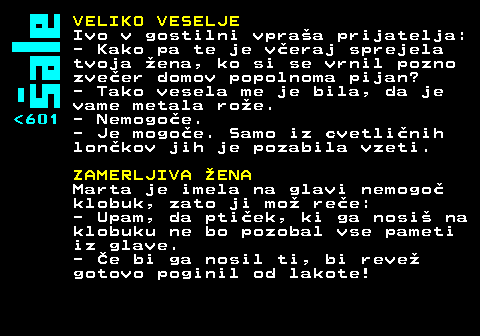 Šale
<601
VELIKO VESELJE
Ivo v gostilni vpraša prijatelja:
- Kako pa te je včeraj sprejela
tvoja žena, ko si se vrnil pozno
zvečer domov popolnoma pijan?
- Tako vesela me je bila, da je
vame metala rože.
- Nemogoče.
- Je mogoče. Samo iz cvetličnih
lončkov jih je pozabila vzeti.
ZAMERLJIVA ŽENA
Marta je imela na glavi nemogoč
klobuk, zato ji mož reče:
- Upam, da ptiček, ki ga nosiš na
klobuku ne bo pozobal vse pameti
iz glave.
- Če bi ga nosil ti, bi revež
gotovo poginil od lakote!